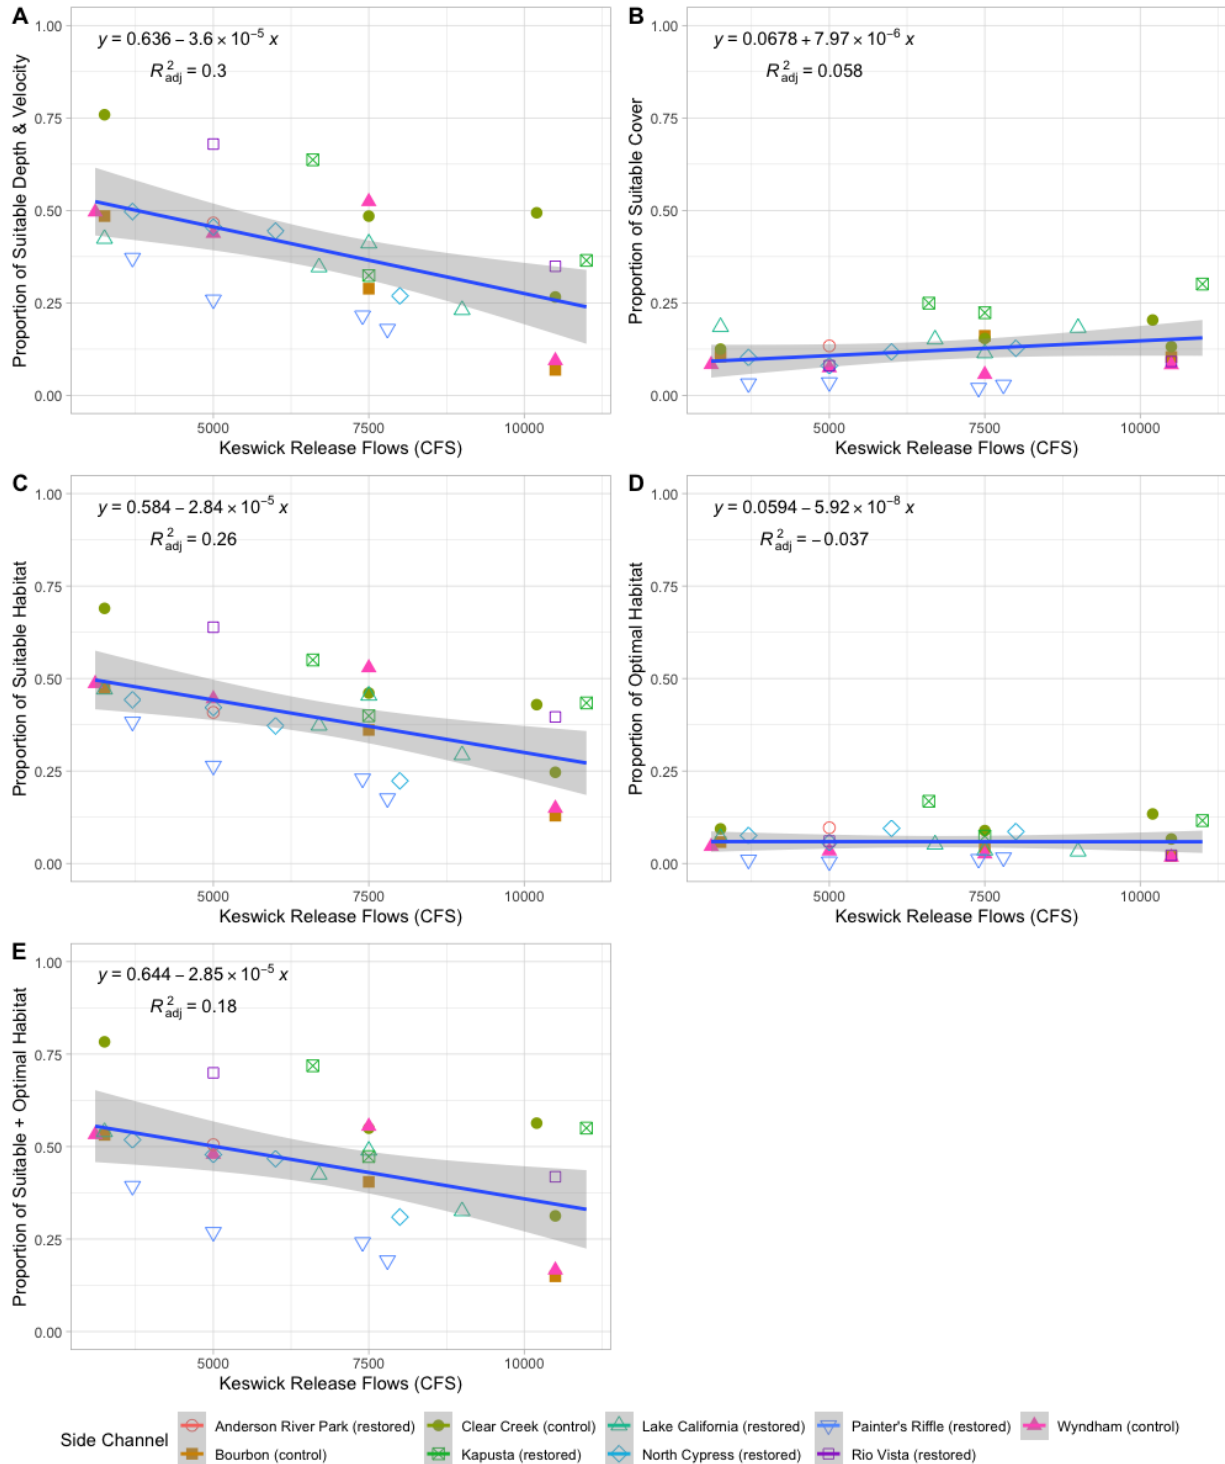 A
y = 0.636 − 3.6 × 10⁻⁵ x
R²adj = 0.3
Proportion of Suitable Depth & Velocity
1.00
0.75
0.50
0.25
0.00
5000 7500 10000
Keswick Release Flows (CFS)
B
y = 0.0678 + 7.97 × 10⁻⁶ x
R²adj = 0.058
Proportion of Suitable Cover
1.00
0.75
0.50
0.25
0.00
5000 7500 10000
Keswick Release Flows (CFS)
C
y = 0.584 − 2.84 × 10⁻⁵ x
R²adj = 0.26
Proportion of Suitable Habitat
1.00
0.75
0.50
0.25
0.00
5000 7500 10000
Keswick Release Flows (CFS)
D
y = 0.0594 − 5.92 × 10⁻⁸ x
R²adj = − 0.037
Proportion of Optimal Habitat
1.00
0.75
0.50
0.25
0.00
5000 7500 10000
Keswick Release Flows (CFS)
E
y = 0.644 − 2.85 × 10⁻⁵ x
R²adj = 0.18
Proportion of Suitable + Optimal Habitat
1.00
0.75
0.50
0.25
0.00
5000 7500 10000
Keswick Release Flows (CFS)
Side Channel
Anderson River Park (restored) Clear Creek (control) Lake California (restored) Painter's Riffle (restored) Wyndham (control)
Bourbon (control) Kapusta (restored) North Cypress (restored) Rio Vista (restored)